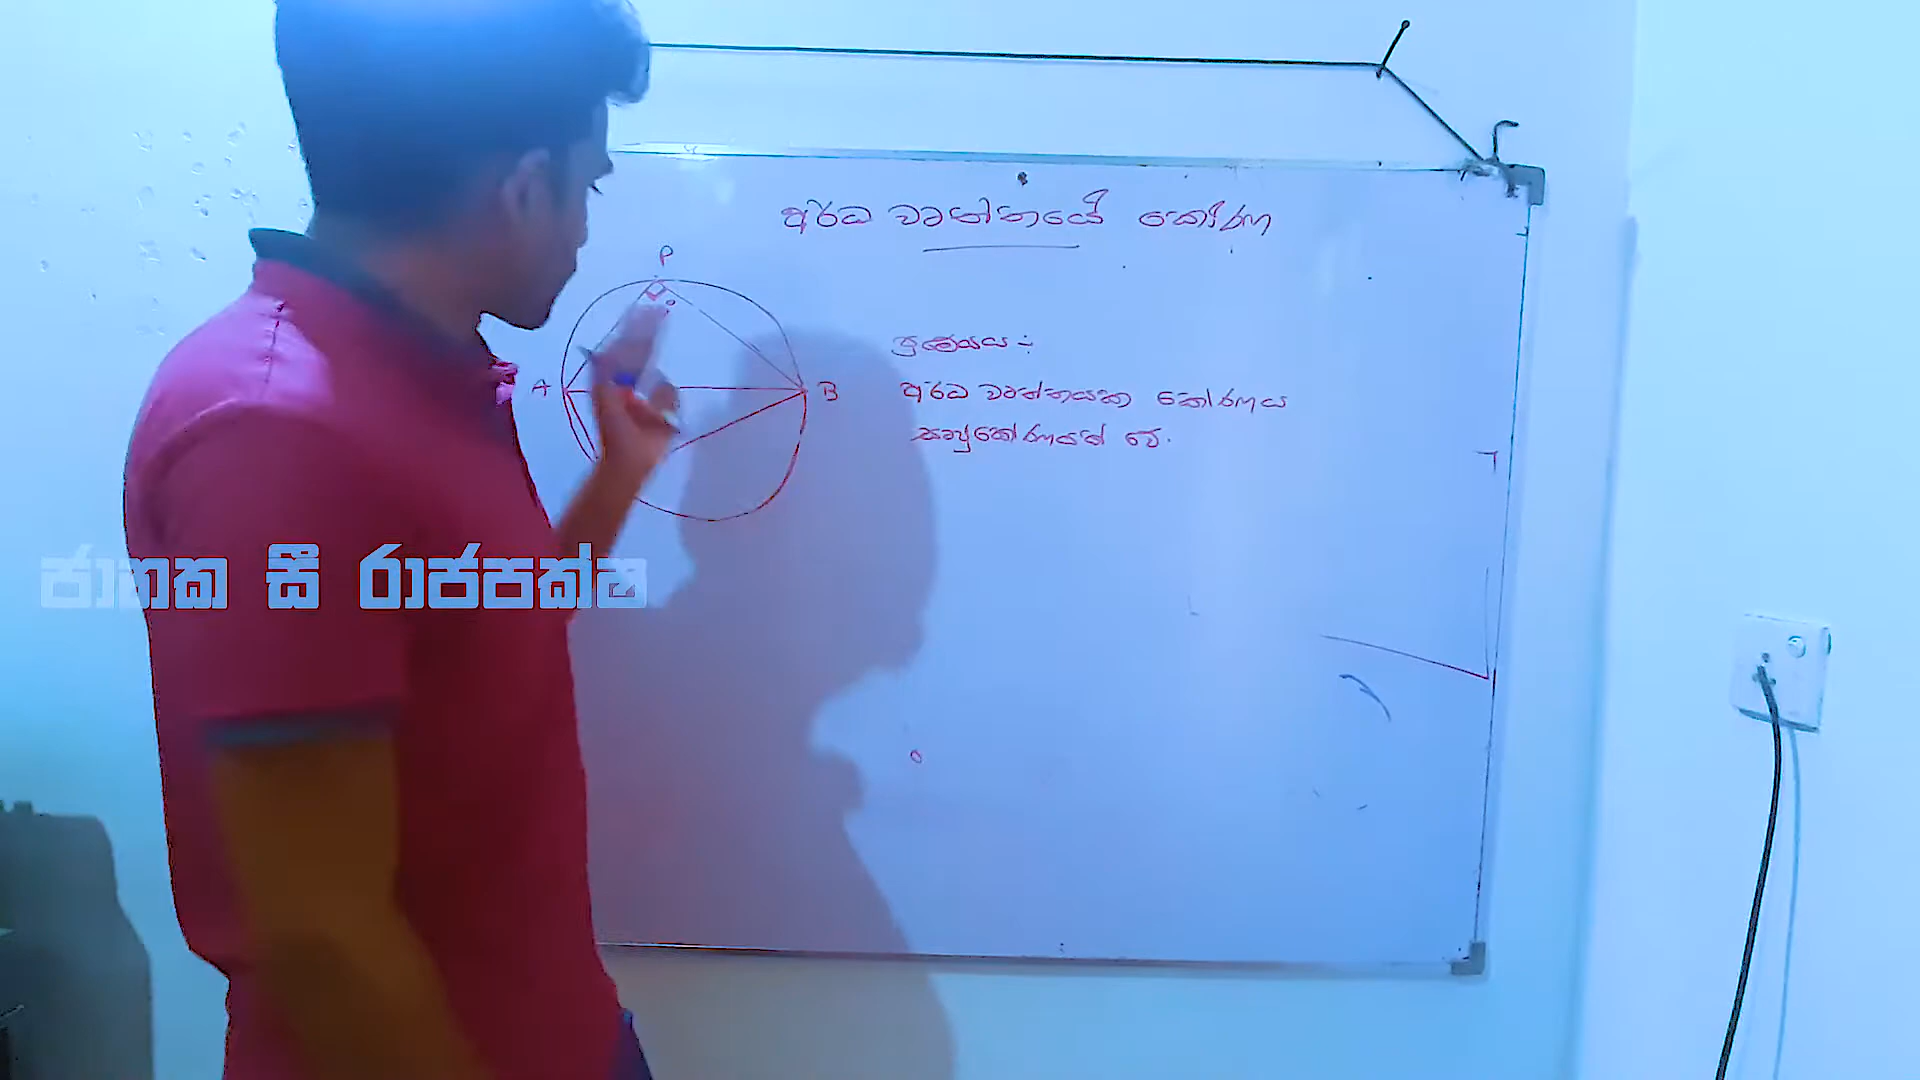 අර්ධ වෘත්තයේ කෝණ
P
A
B
ප්‍රමේයය :-
අර්ධ වෘත්තයක කෝණය
සෘජුකෝණයක් වේ.
ජානක සී රාජපක්ෂ